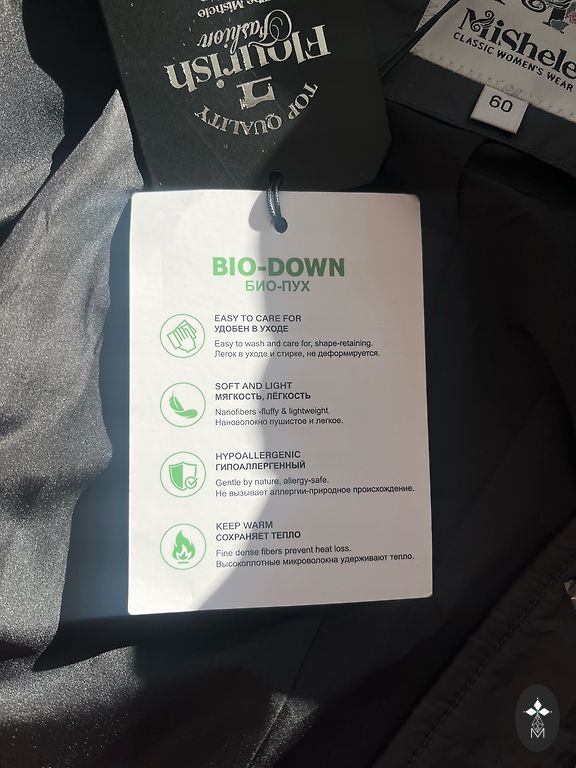 The Mishele
Fashion
Flourish
TOP QUALITY
Mishele
CLASSIC WOMEN'S WEAR
60
BIO-DOWN
БИО-ПУХ
EASY TO CARE FOR
УДОБЕН В УХОДЕ
Easy to wash and care for, shape-retaining.
Легок в уходе и стирке, не деформируется.
SOFT AND LIGHT
МЯГКОСТЬ, ЛЁГКОСТЬ
Nanofibers -fluffy & lightweight.
Нановолокно пушистое и легкое.
HYPOALLERGENIC
ГИПОАЛЛЕРГЕННЫЙ
Gentle by nature, allergy-safe.
Не вызывает аллергии-природное происхождение.
KEEP WARM
СОХРАНЯЕТ ТЕПЛО
Fine dense fibers prevent heat loss.
Высокоплотные микроволокна удерживают тепло.